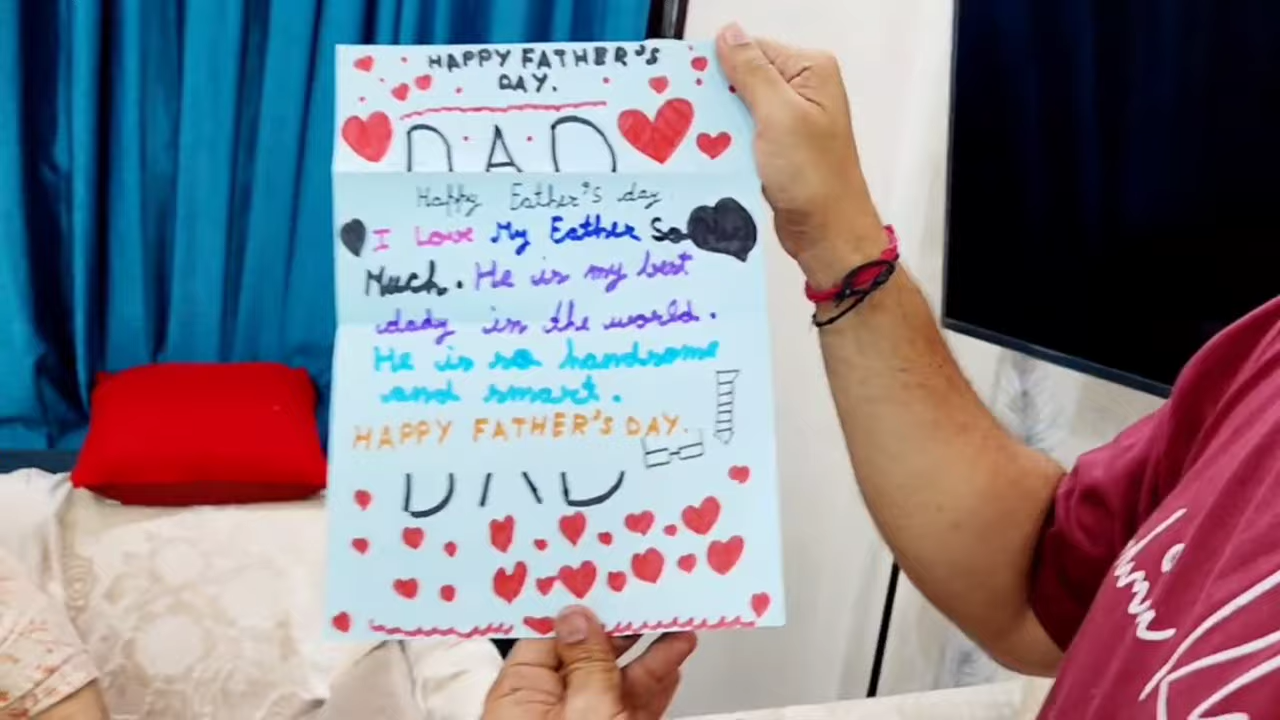 HAPPY FATHER'S
DAY.
DAD
Happy Father's day
I Love My Father So
Much. He is my best
dady in the world.
He is so handsome
and smart.
HAPPY FATHER'S DAY.
DAD